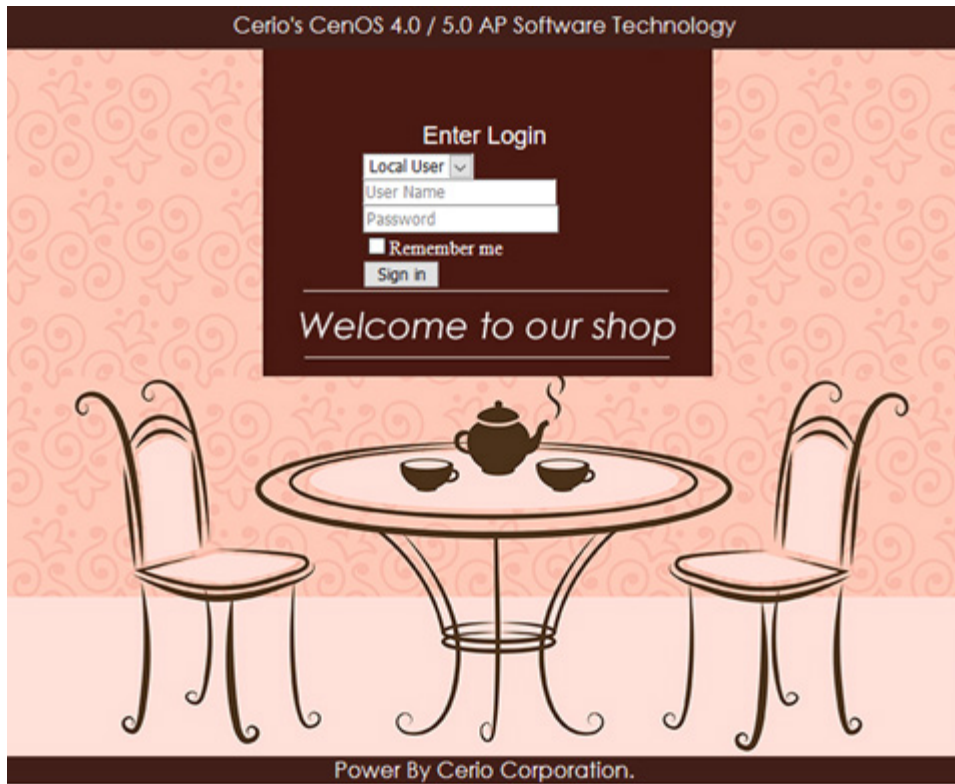 Cerio's CenOS 4.0 / 5.0 AP Software Technology
Enter Login
Local User
User Name
Password
Remember me
Sign in
Welcome to our shop
Power By Cerio Corporation.